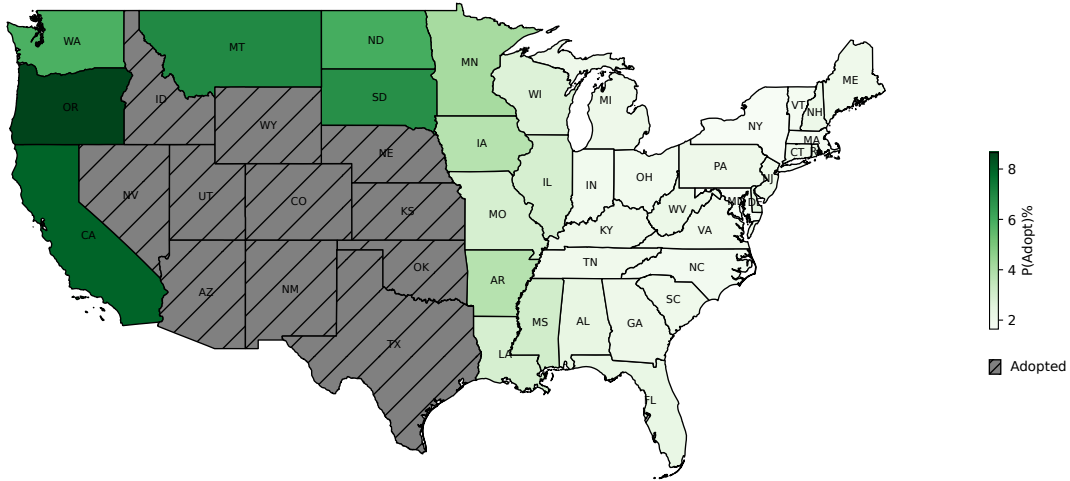 WA
MT
ND
MN
OR
ID
WY
SD
WI
MI
ME
VT
NH
NY
MA
CT
RI
NE
IA
PA
NJ
NV
UT
CO
KS
MO
IL
IN
OH
WV
MD
DE
VA
KY
CA
AZ
NM
OK
AR
TN
NC
SC
TX
LA
MS
AL
GA
FL
8
6
4
2
P(Adopt)%
Adopted